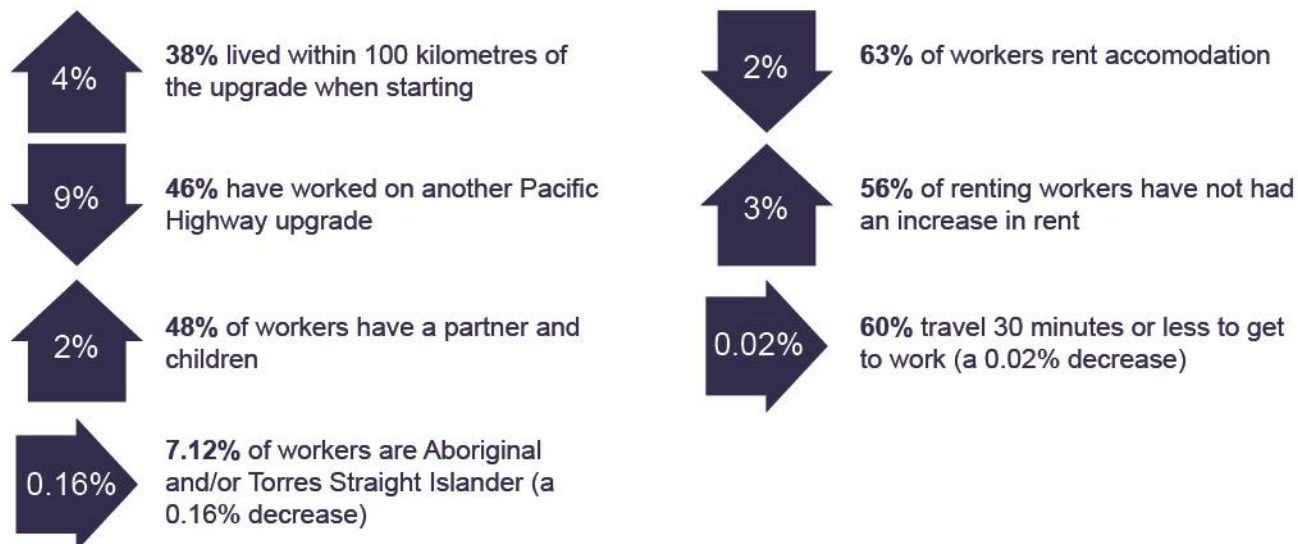 4%
38% lived within 100 kilometres of
the upgrade when starting
9%
46% have worked on another Pacific
Highway upgrade
2%
48% of workers have a partner and
children
0.16%
7.12% of workers are Aboriginal
and/or Torres Straight Islander (a
0.16% decrease)
2%
63% of workers rent accomodation
3%
56% of renting workers have not had
an increase in rent
0.02%
60% travel 30 minutes or less to get
to work (a 0.02% decrease)